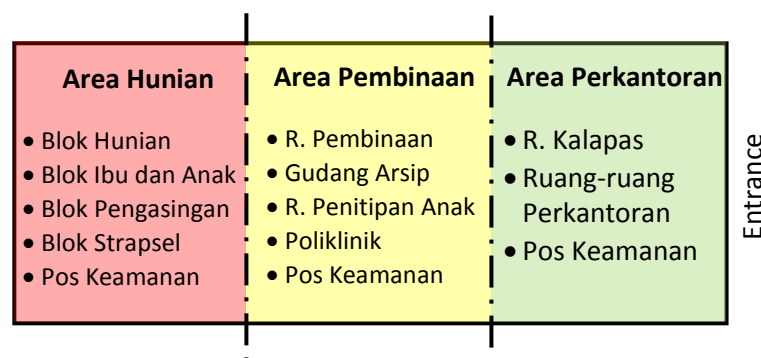 Area Hunian
• Blok Hunian
• Blok Ibu dan Anak
• Blok Pengasingan
• Blok Strapsel
• Pos Keamanan
Area Pembinaan
• R. Pembinaan
• Gudang Arsip
• R. Penitipan Anak
• Poliklinik
• Pos Keamanan
Area Perkantoran
• R. Kalapas
• Ruang-ruang
Perkantoran
• Pos Keamanan
Entrance